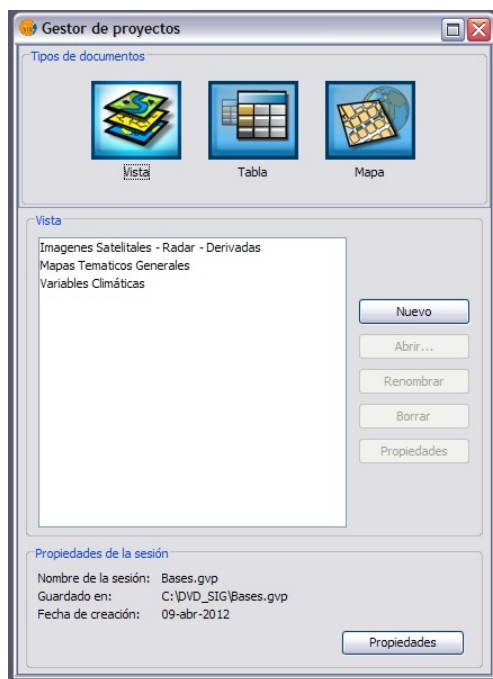 Gestor de proyectos
Tipos de documentos
Vista Tabla Mapa
Vista
Imagenes Satelitales - Radar - Derivadas
Mapas Tematicos Generales
Variables Climáticas
Nuevo
Abrir...
Renombrar
Borrar
Propiedades
Propiedades de la sesión
Nombre de la sesión: Bases.gvp
Guardado en: C:\DVD_SIG\Bases.gvp
Fecha de creación: 09-abr-2012
Propiedades